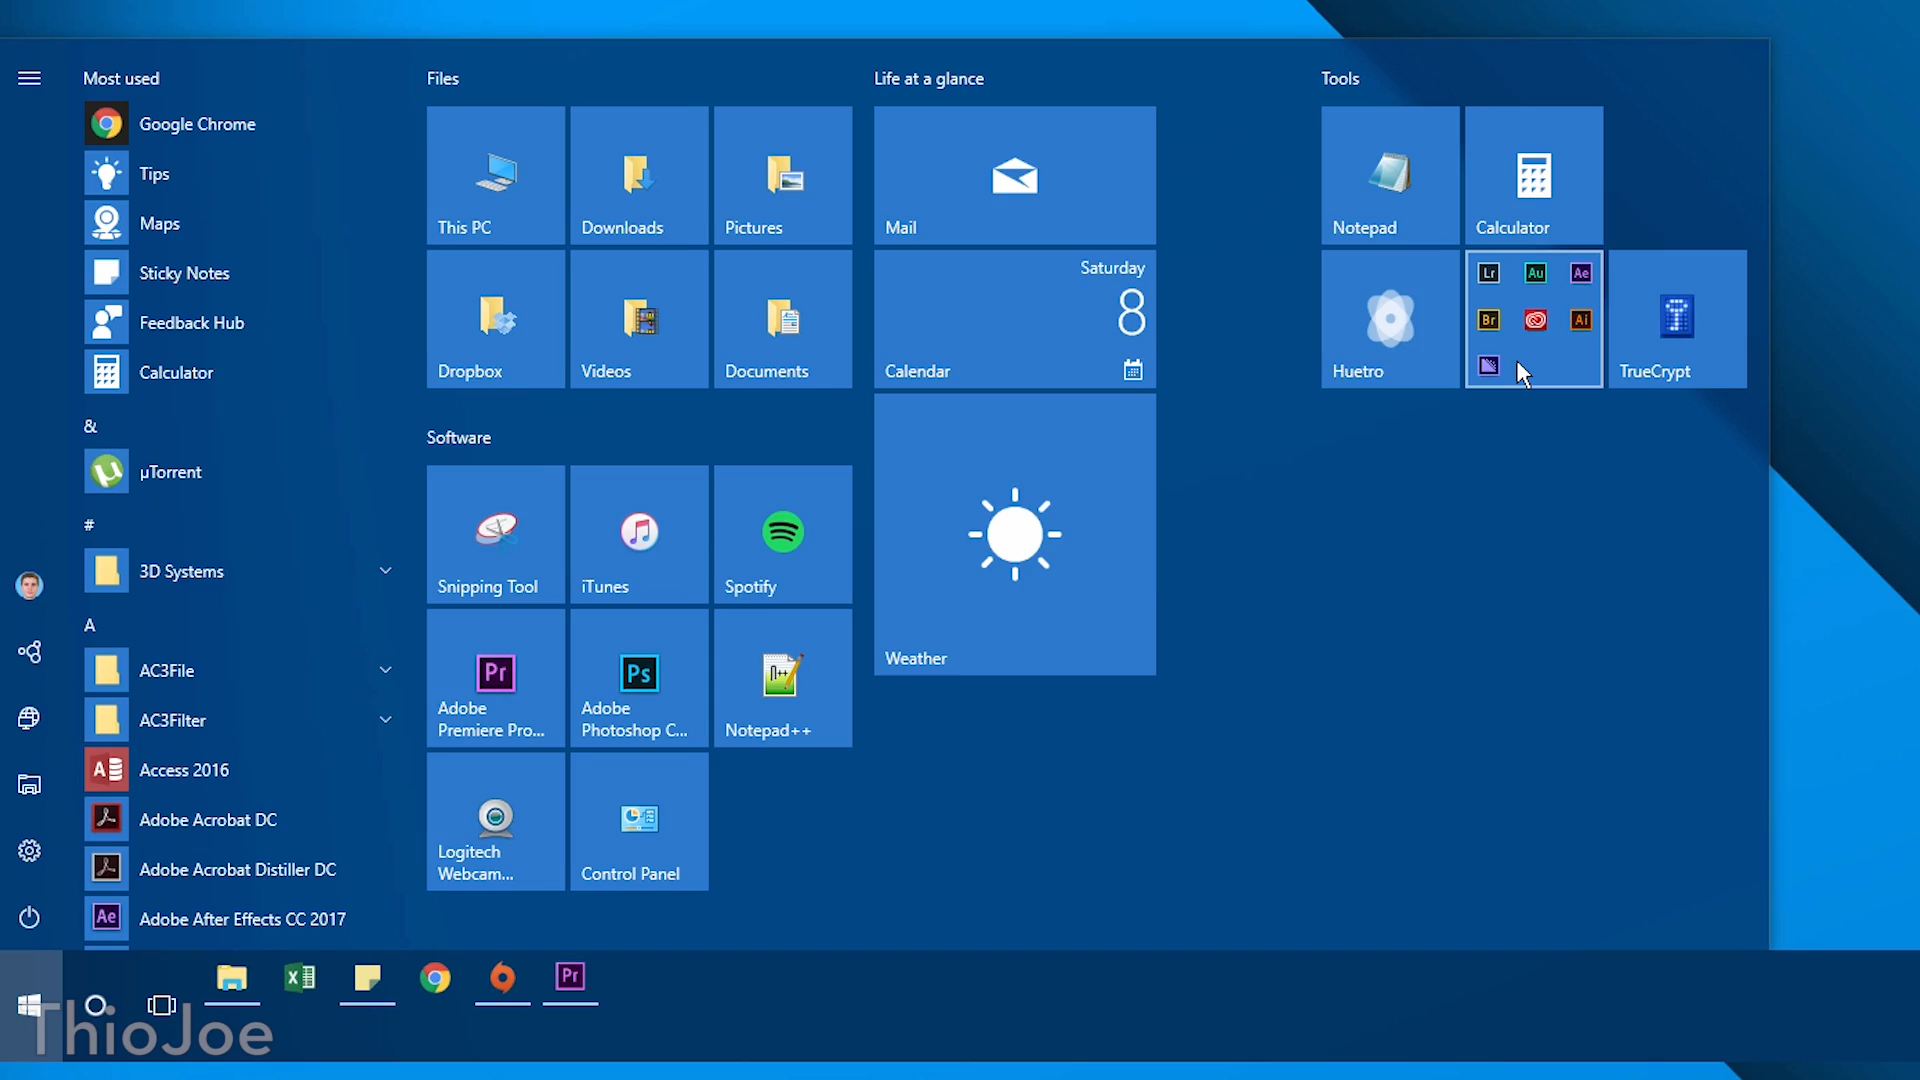 Most used
Google Chrome
Tips
Maps
Sticky Notes
Feedback Hub
Calculator
&
µTorrent
#
3D Systems
A
AC3File
AC3Filter
Access 2016
Adobe Acrobat DC
Adobe Acrobat Distiller DC
Ae
Adobe After Effects CC 2017
Files
This PC
Downloads
Pictures
Dropbox
Videos
Documents
Software
Snipping Tool
iTunes
Spotify
Pr
Adobe
Premiere Pro...
Ps
Adobe
Photoshop C...
Notepad++
Logitech
Webcam...
Control Panel
Life at a glance
Mail
Saturday
8
Calendar
Weather
Tools
Notepad
Calculator
Huetro
Lr Au Ae
Br Ai
TrueCrypt
Pr
ThioJoe